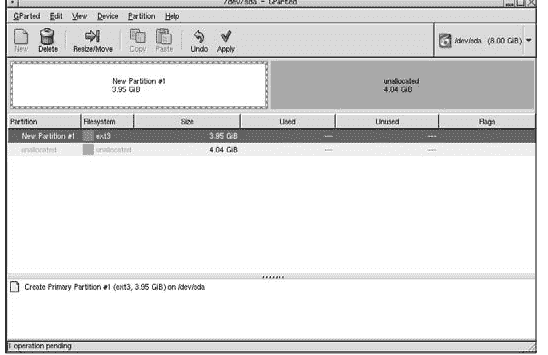 /dev/sda - GParted
GParted Edit View Device Partition Help
New Delete Resize/Move Copy Paste Undo Apply /dev/sda (8.00 GiB)
New Partition #1 unallocated
3.95 GiB 4.04 GiB
Partition Filesystem Size Used Unused Flags
New Partition #1 ext3 3.95 GiB --- ---
unallocated unallocated 4.04 GiB --- ---
Create Primary Partition #1 (ext3, 3.95 GiB) on /dev/sda
1 operation pending